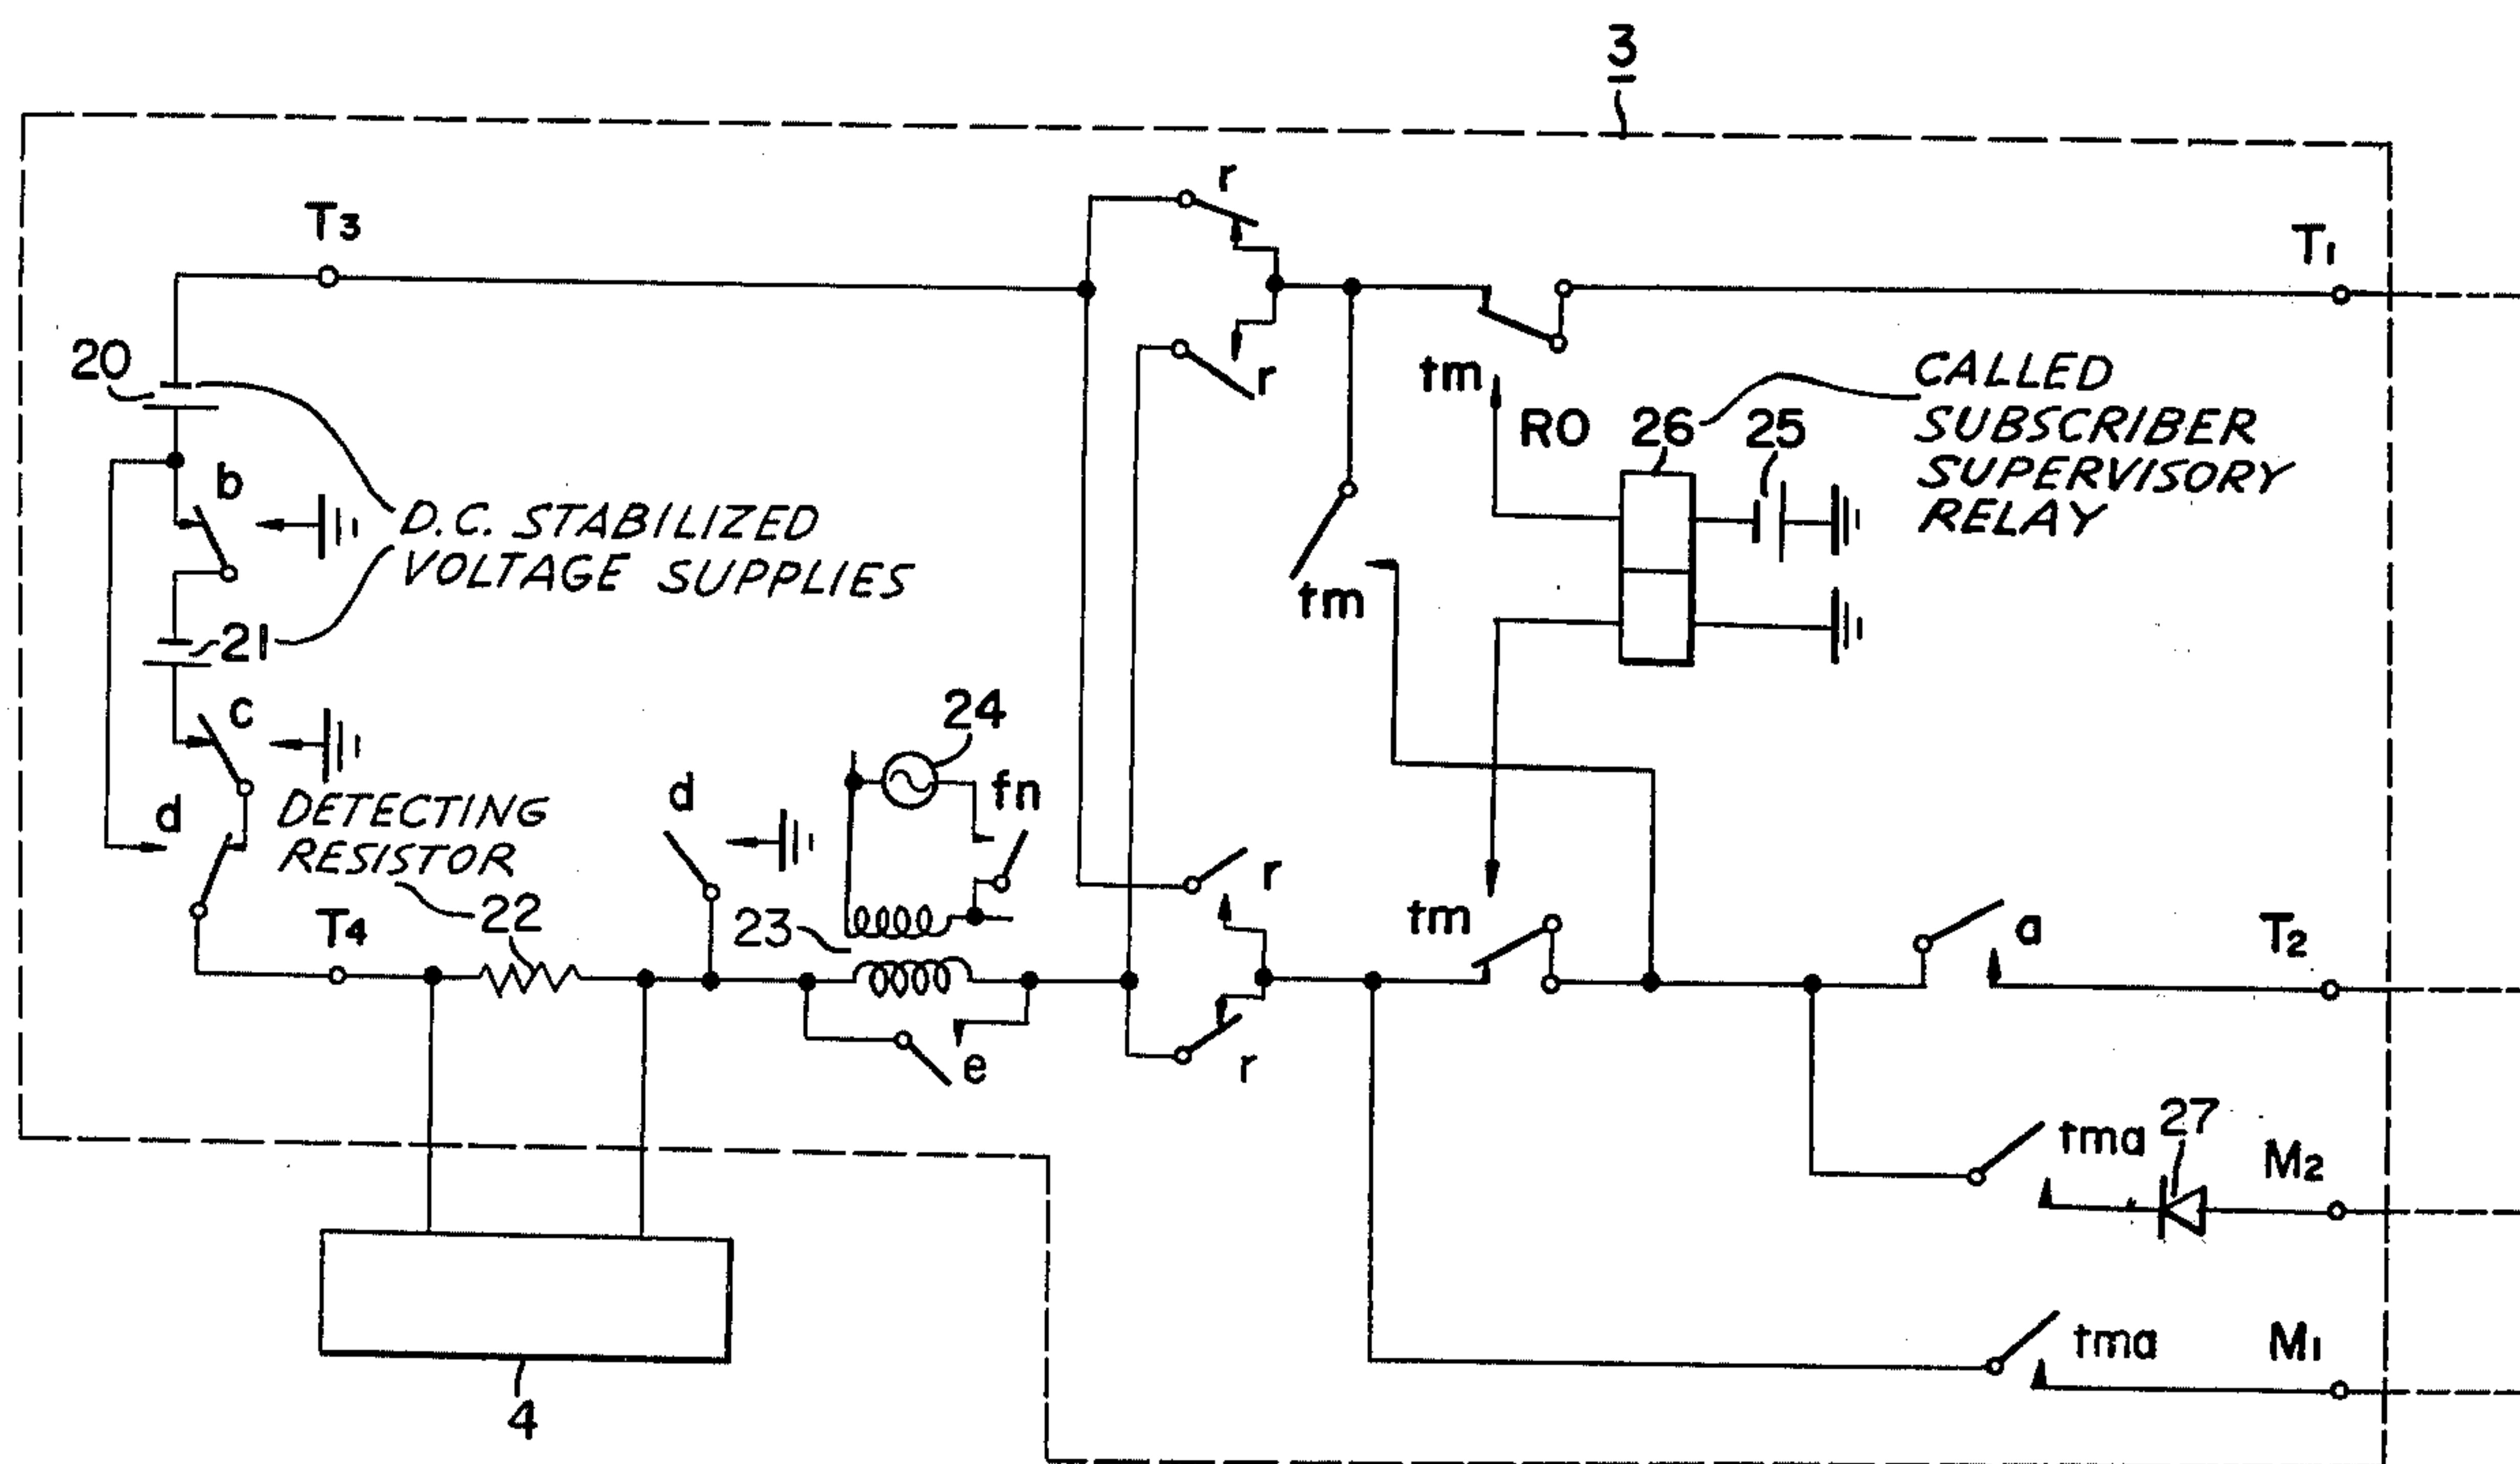 3
r
T3
T1
20
r
tm
CALLED
SUBSCRIBER
SUPERVISORY
RELAY
RO
26
25
b
D.C. STABILIZED
VOLTAGE SUPPLIES
tm
21
c
24
d
DETECTING
RESISTOR
d
fn
r
T4
22
23
tm
a
T2
e
r
tma
27
M2
tma
M1
4